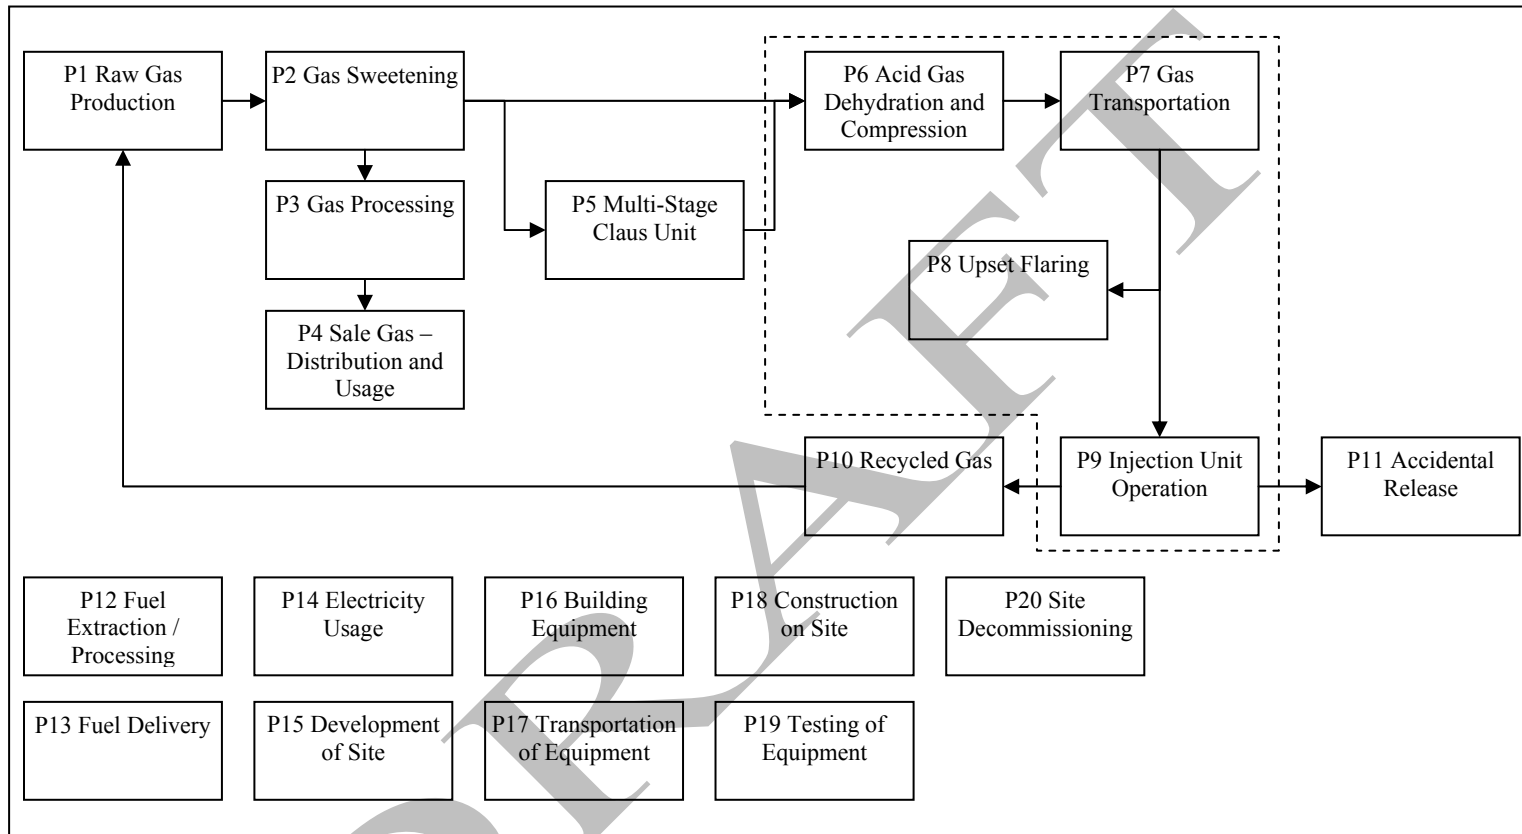 P1 Raw Gas
Production
P2 Gas Sweetening
P6 Acid Gas
Dehydration and
Compression
P7 Gas
Transportation
P3 Gas Processing
P5 Multi-Stage
Claus Unit
P8 Upset Flaring
P4 Sale Gas –
Distribution and
Usage
P10 Recycled Gas
P9 Injection Unit
Operation
P11 Accidental
Release
P12 Fuel
Extraction /
Processing
P14 Electricity
Usage
P16 Building
Equipment
P18 Construction
on Site
P20 Site
Decommissioning
P13 Fuel Delivery
P15 Development
of Site
P17 Transportation
of Equipment
P19 Testing of
Equipment
DRAFT